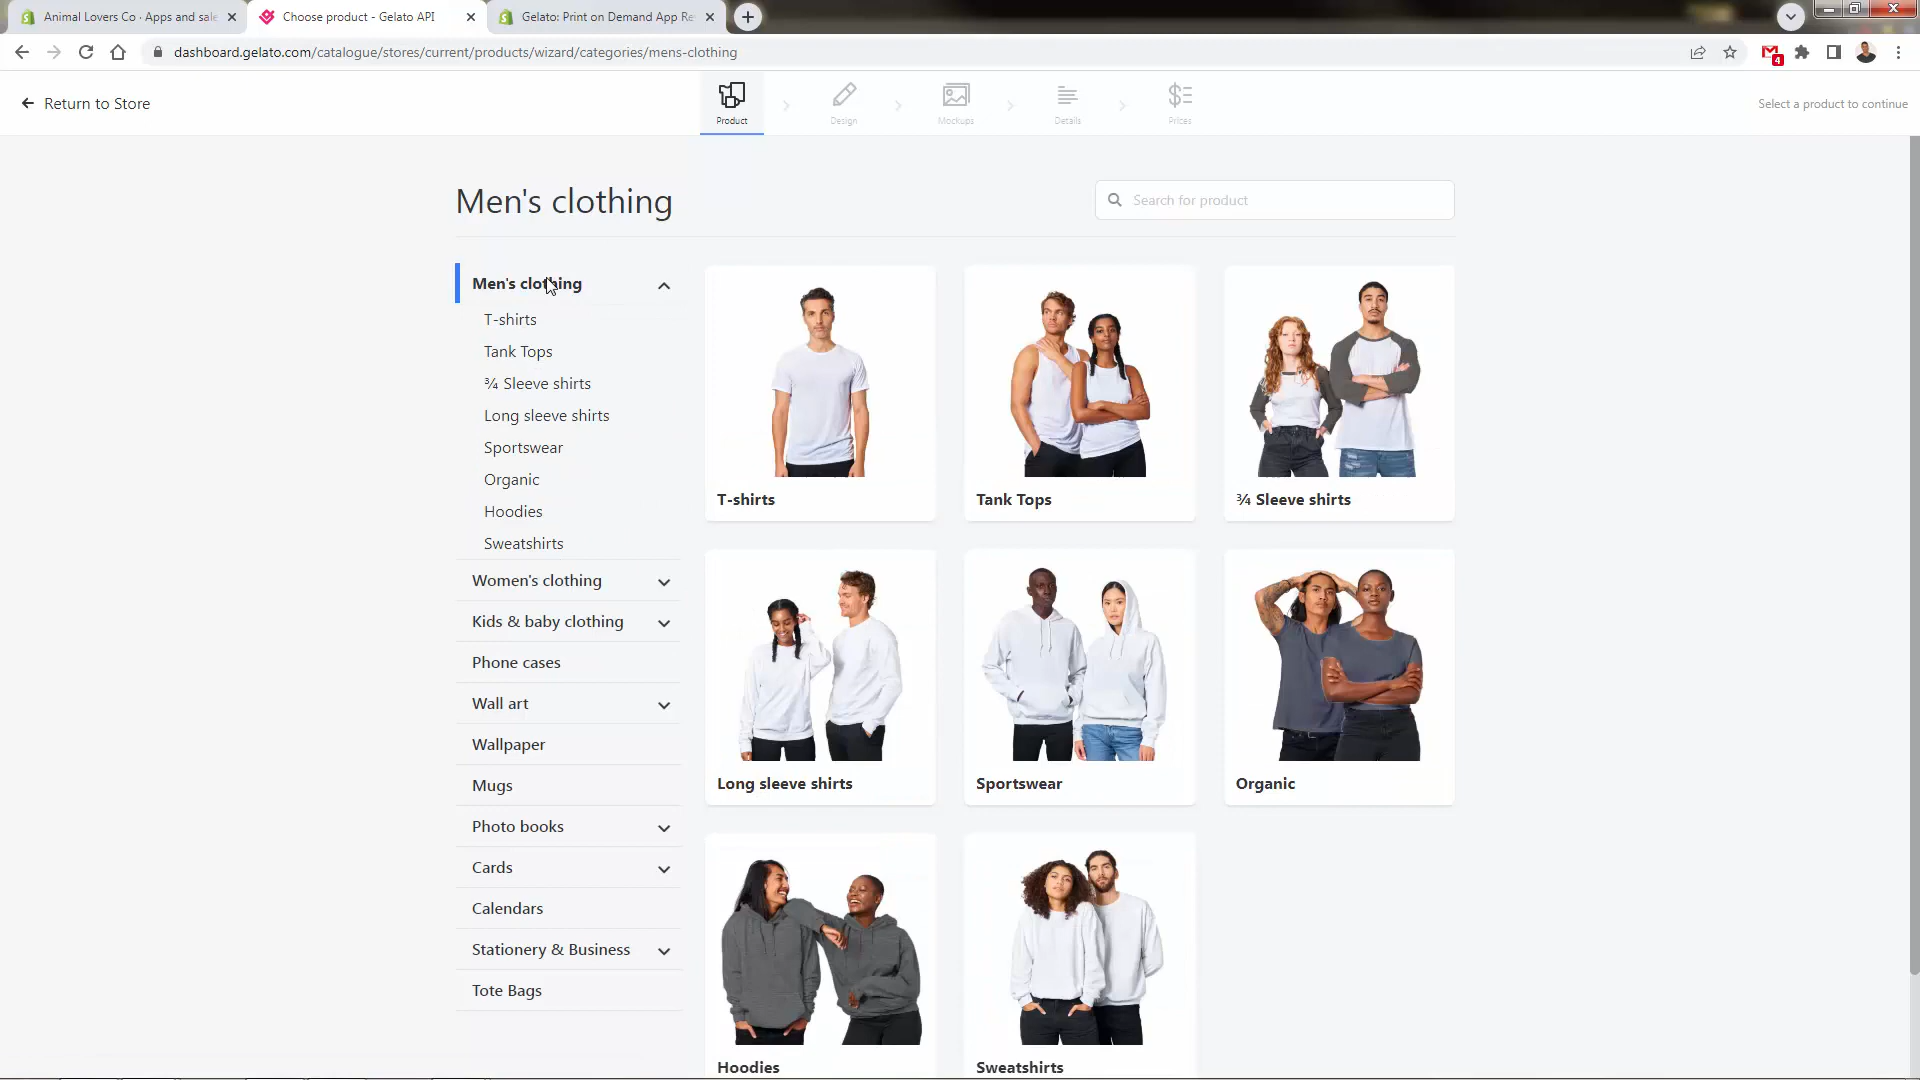 Animal Lovers Co · Apps and sale
Choose product - Gelato API
Gelato: Print on Demand App Re
dashboard.gelato.com/catalogue/stores/current/products/wizard/categories/mens-clothing
4
Return to Store
Product
Design
Mockups
Details
Prices
Select a product to continue
Men's clothing
Search for product
Men's clothing
T-shirts
Tank Tops
¾ Sleeve shirts
Long sleeve shirts
Sportswear
Organic
Hoodies
Sweatshirts
Women's clothing
Kids & baby clothing
Phone cases
Wall art
Wallpaper
Mugs
Photo books
Cards
Calendars
Stationery & Business
Tote Bags
T-shirts
Tank Tops
¾ Sleeve shirts
Long sleeve shirts
Sportswear
Organic
Hoodies
Sweatshirts